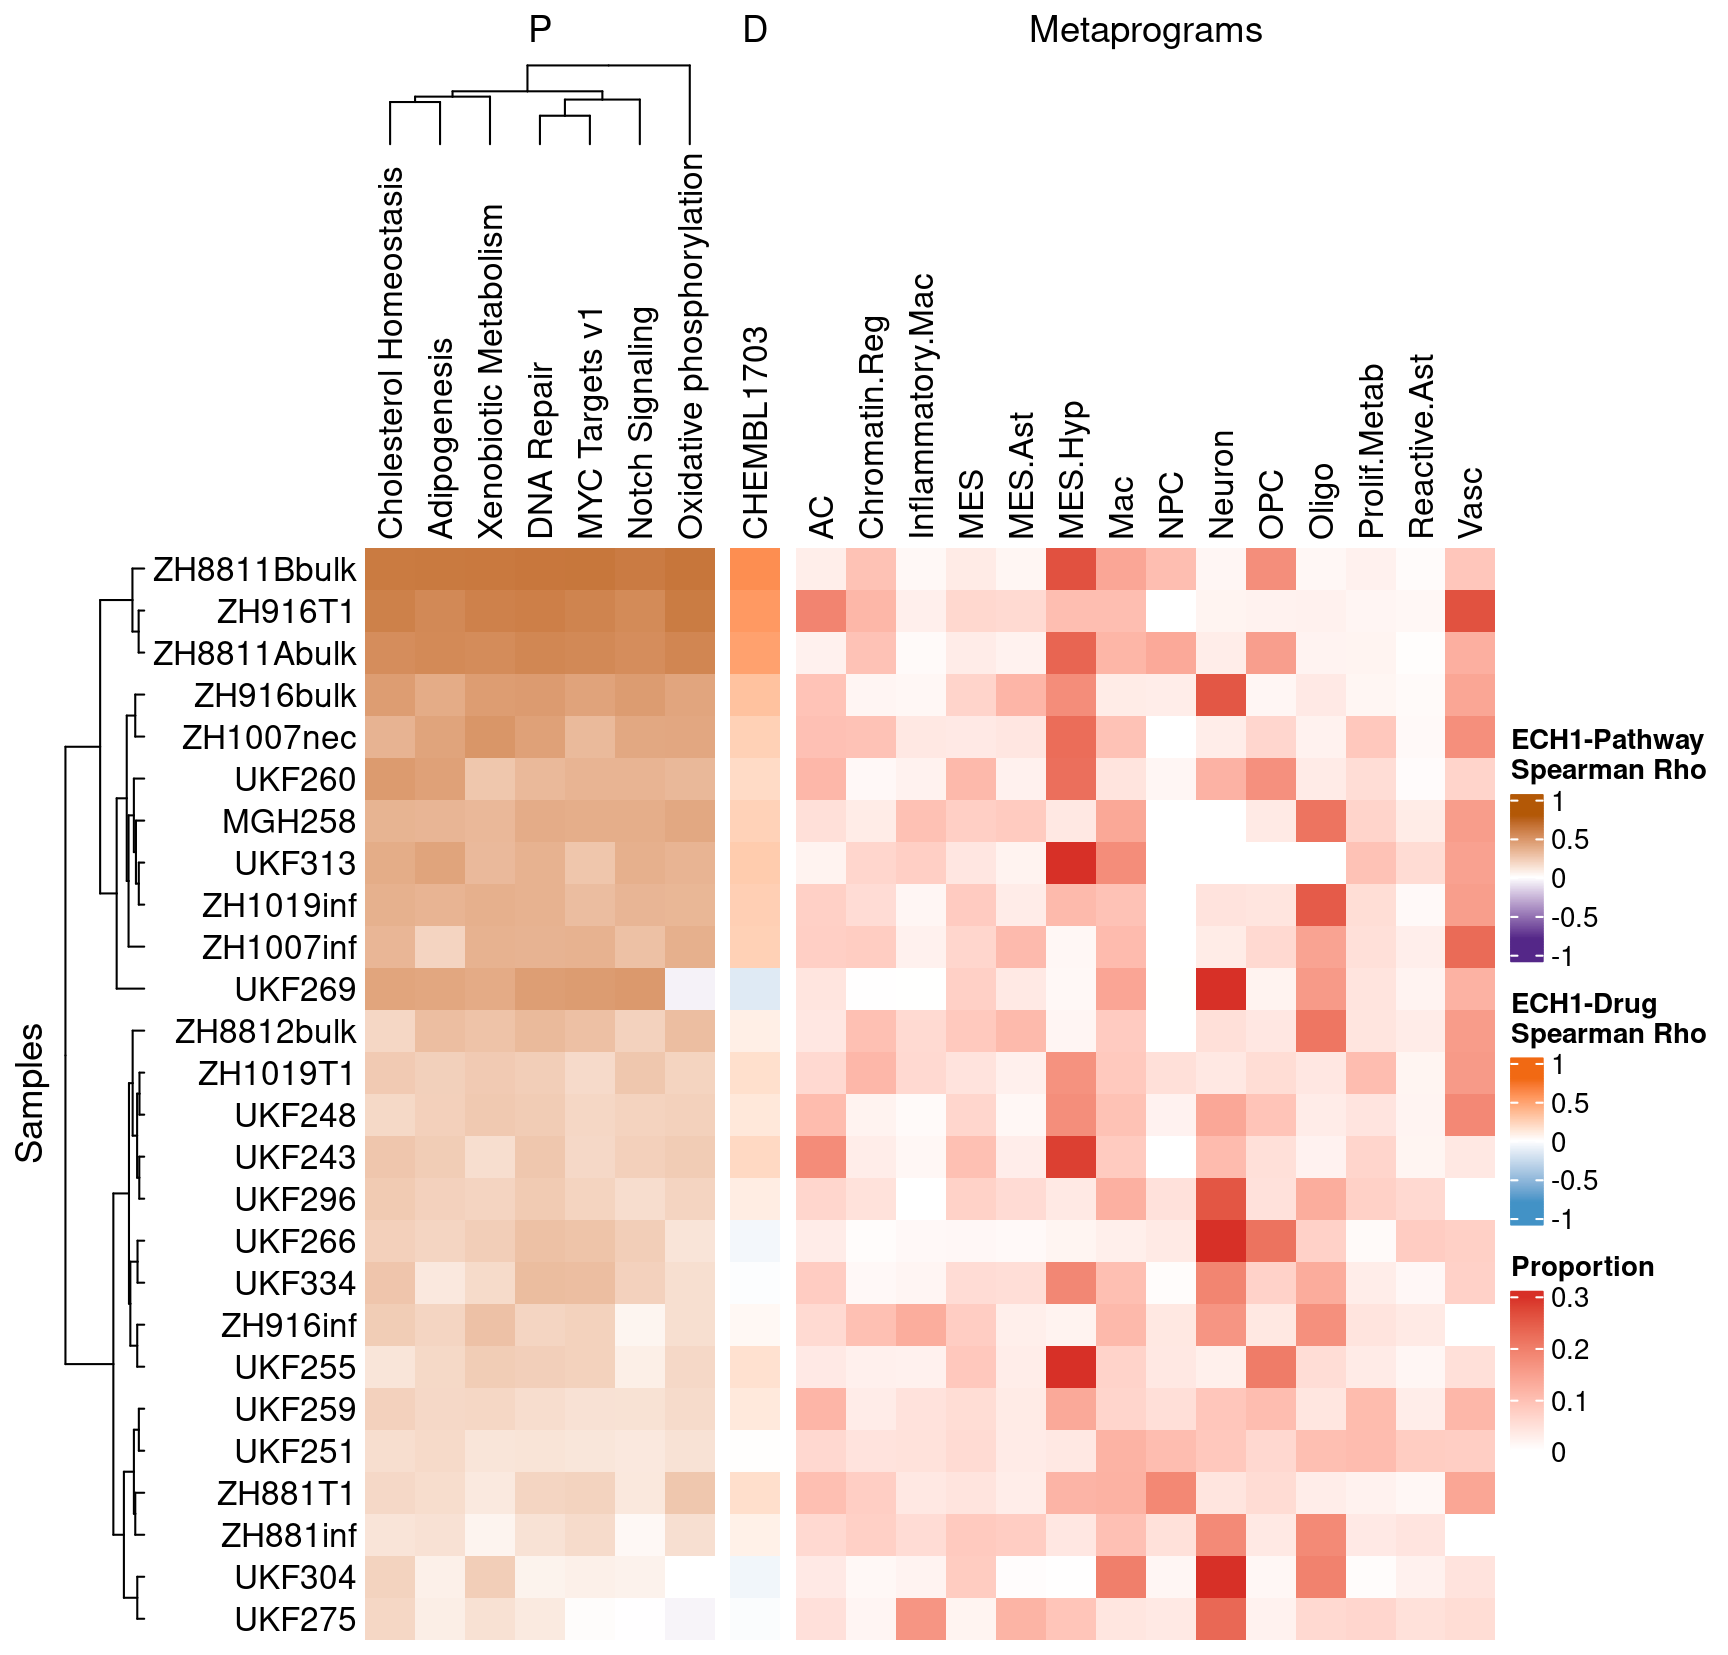 P
D
Metaprograms
Cholesterol Homeostasis
Adipogenesis
Xenobiotic Metabolism
DNA Repair
MYC Targets v1
Notch Signaling
Oxidative phosphorylation
CHEMBL1703
AC
Chromatin.Reg
Inflammatory.Mac
MES
MES.Ast
MES.Hyp
Mac
NPC
Neuron
OPC
Oligo
Prolif.Metab
Reactive.Ast
Vasc
Samples
ZH8811Bbulk
ZH916T1
ZH8811Abulk
ZH916bulk
ZH1007nec
UKF260
MGH258
UKF313
ZH1019inf
ZH1007inf
UKF269
ZH8812bulk
ZH1019T1
UKF248
UKF243
UKF296
UKF266
UKF334
ZH916inf
UKF255
UKF259
UKF251
ZH881T1
ZH881inf
UKF304
UKF275
ECH1-Pathway
Spearman Rho
1
0.5
0
-0.5
-1
ECH1-Drug
Spearman Rho
1
0.5
0
-0.5
-1
Proportion
0.3
0.2
0.1
0